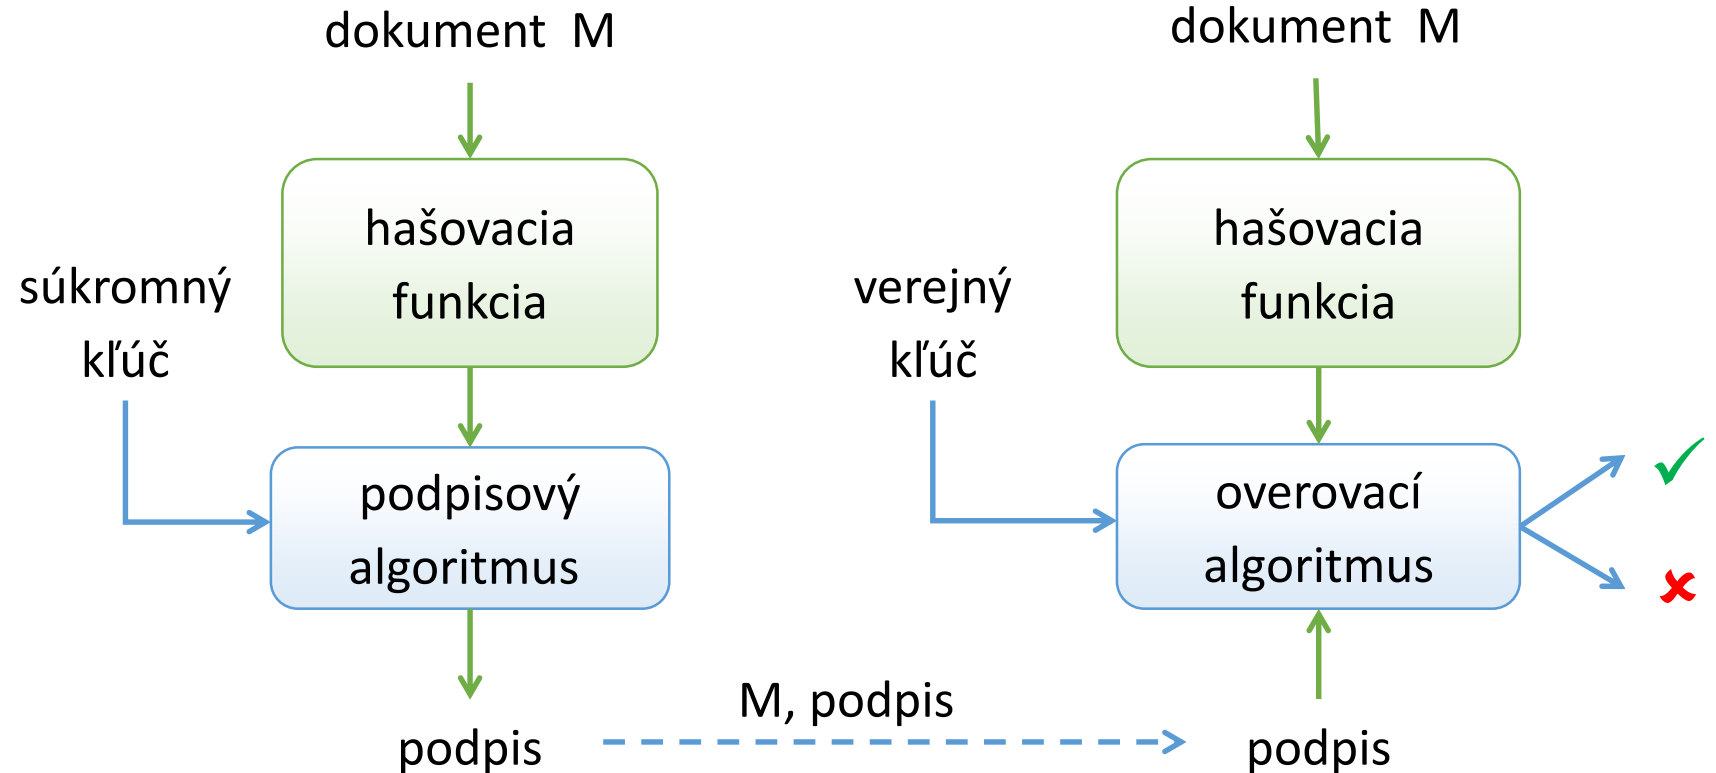 dokument M
hašovacia
funkcia
súkromný
kľúč
podpisový
algoritmus
podpis
M, podpis
dokument M
hašovacia
funkcia
verejný
kľúč
overovací
algoritmus
podpis